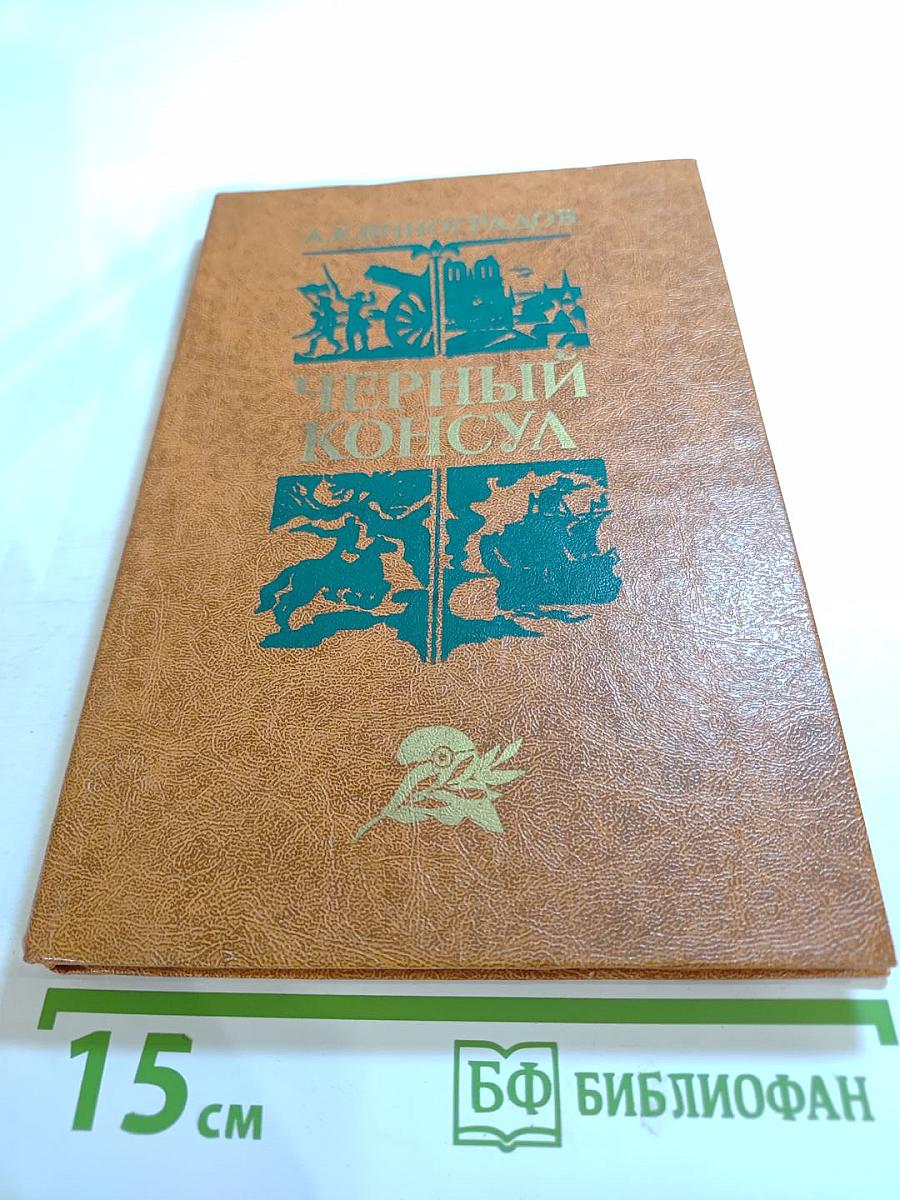 А.К.ВИНОГРАДОВ
ЧЕРНЫЙ
КОНСУЛ
15 см
БФ БИБЛИОФАН